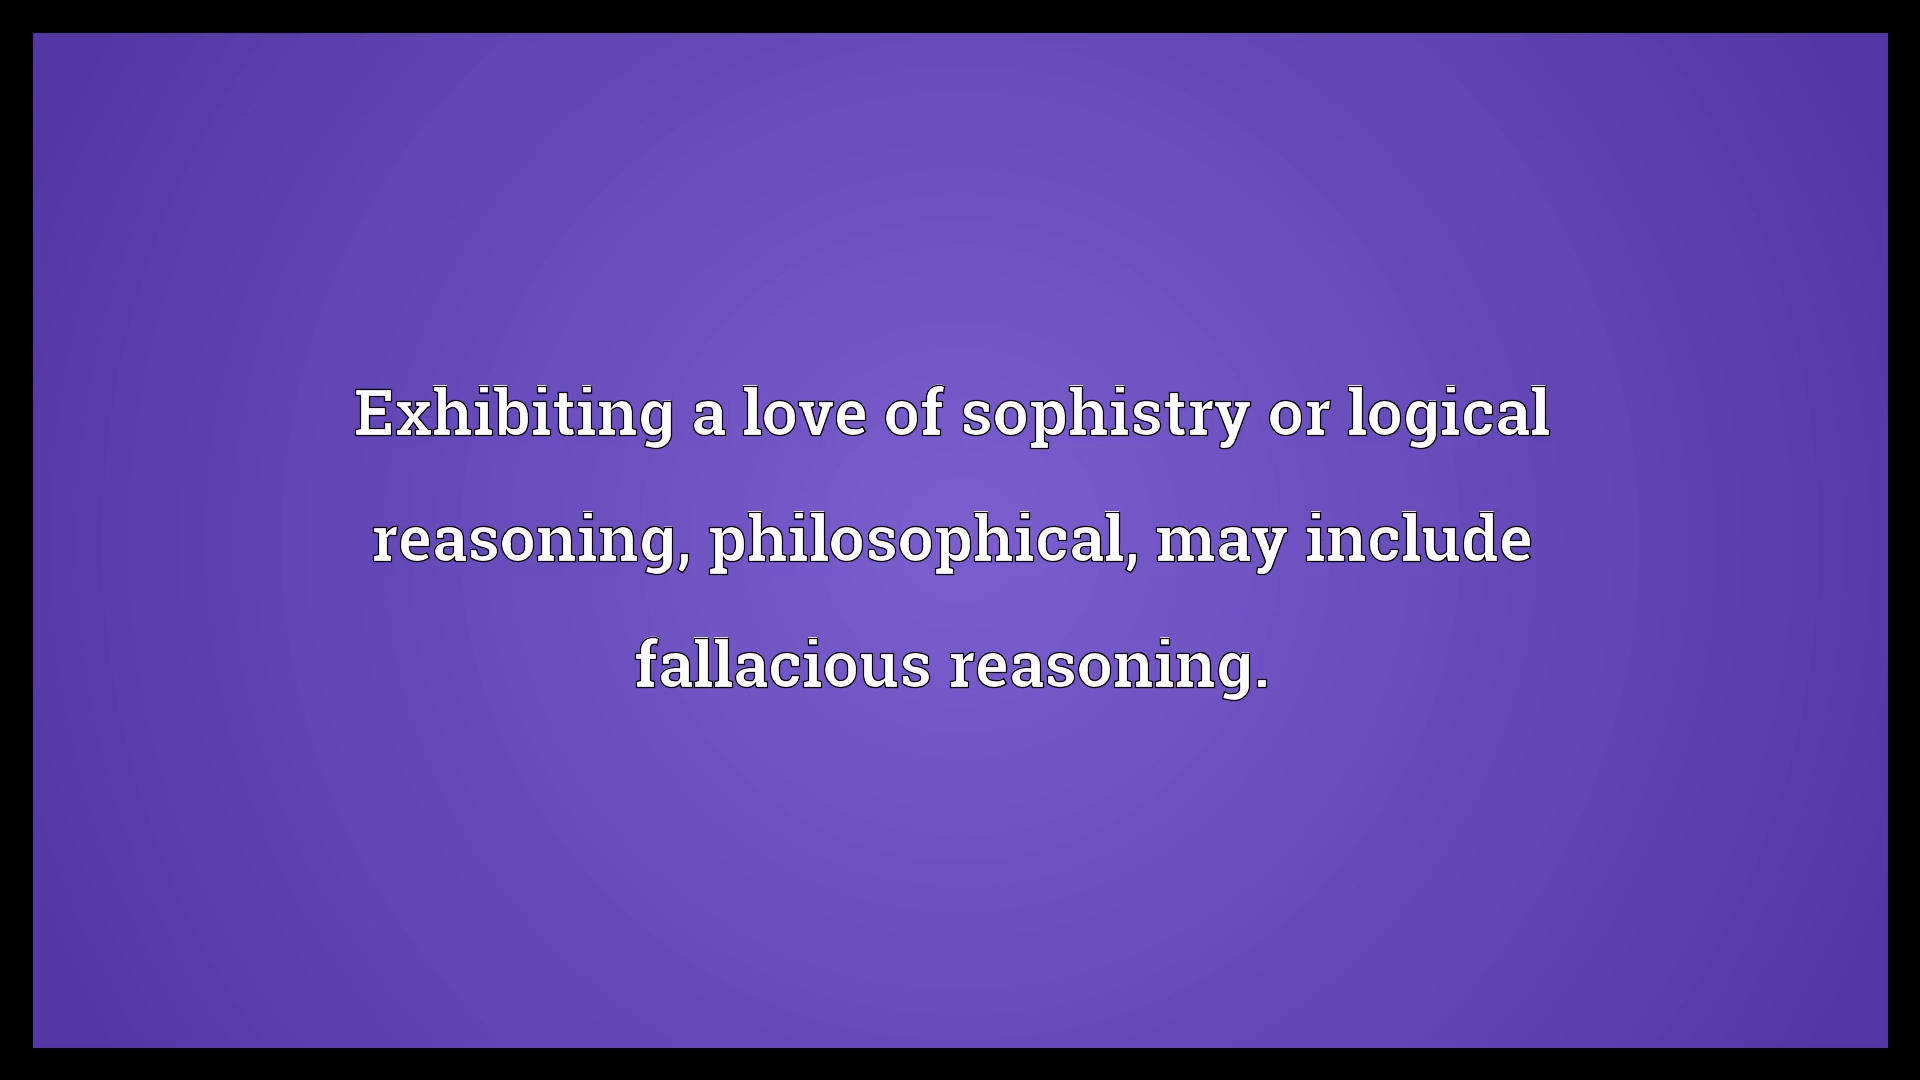 Exhibiting a love of sophistry or logical
reasoning, philosophical, may include
fallacious reasoning.